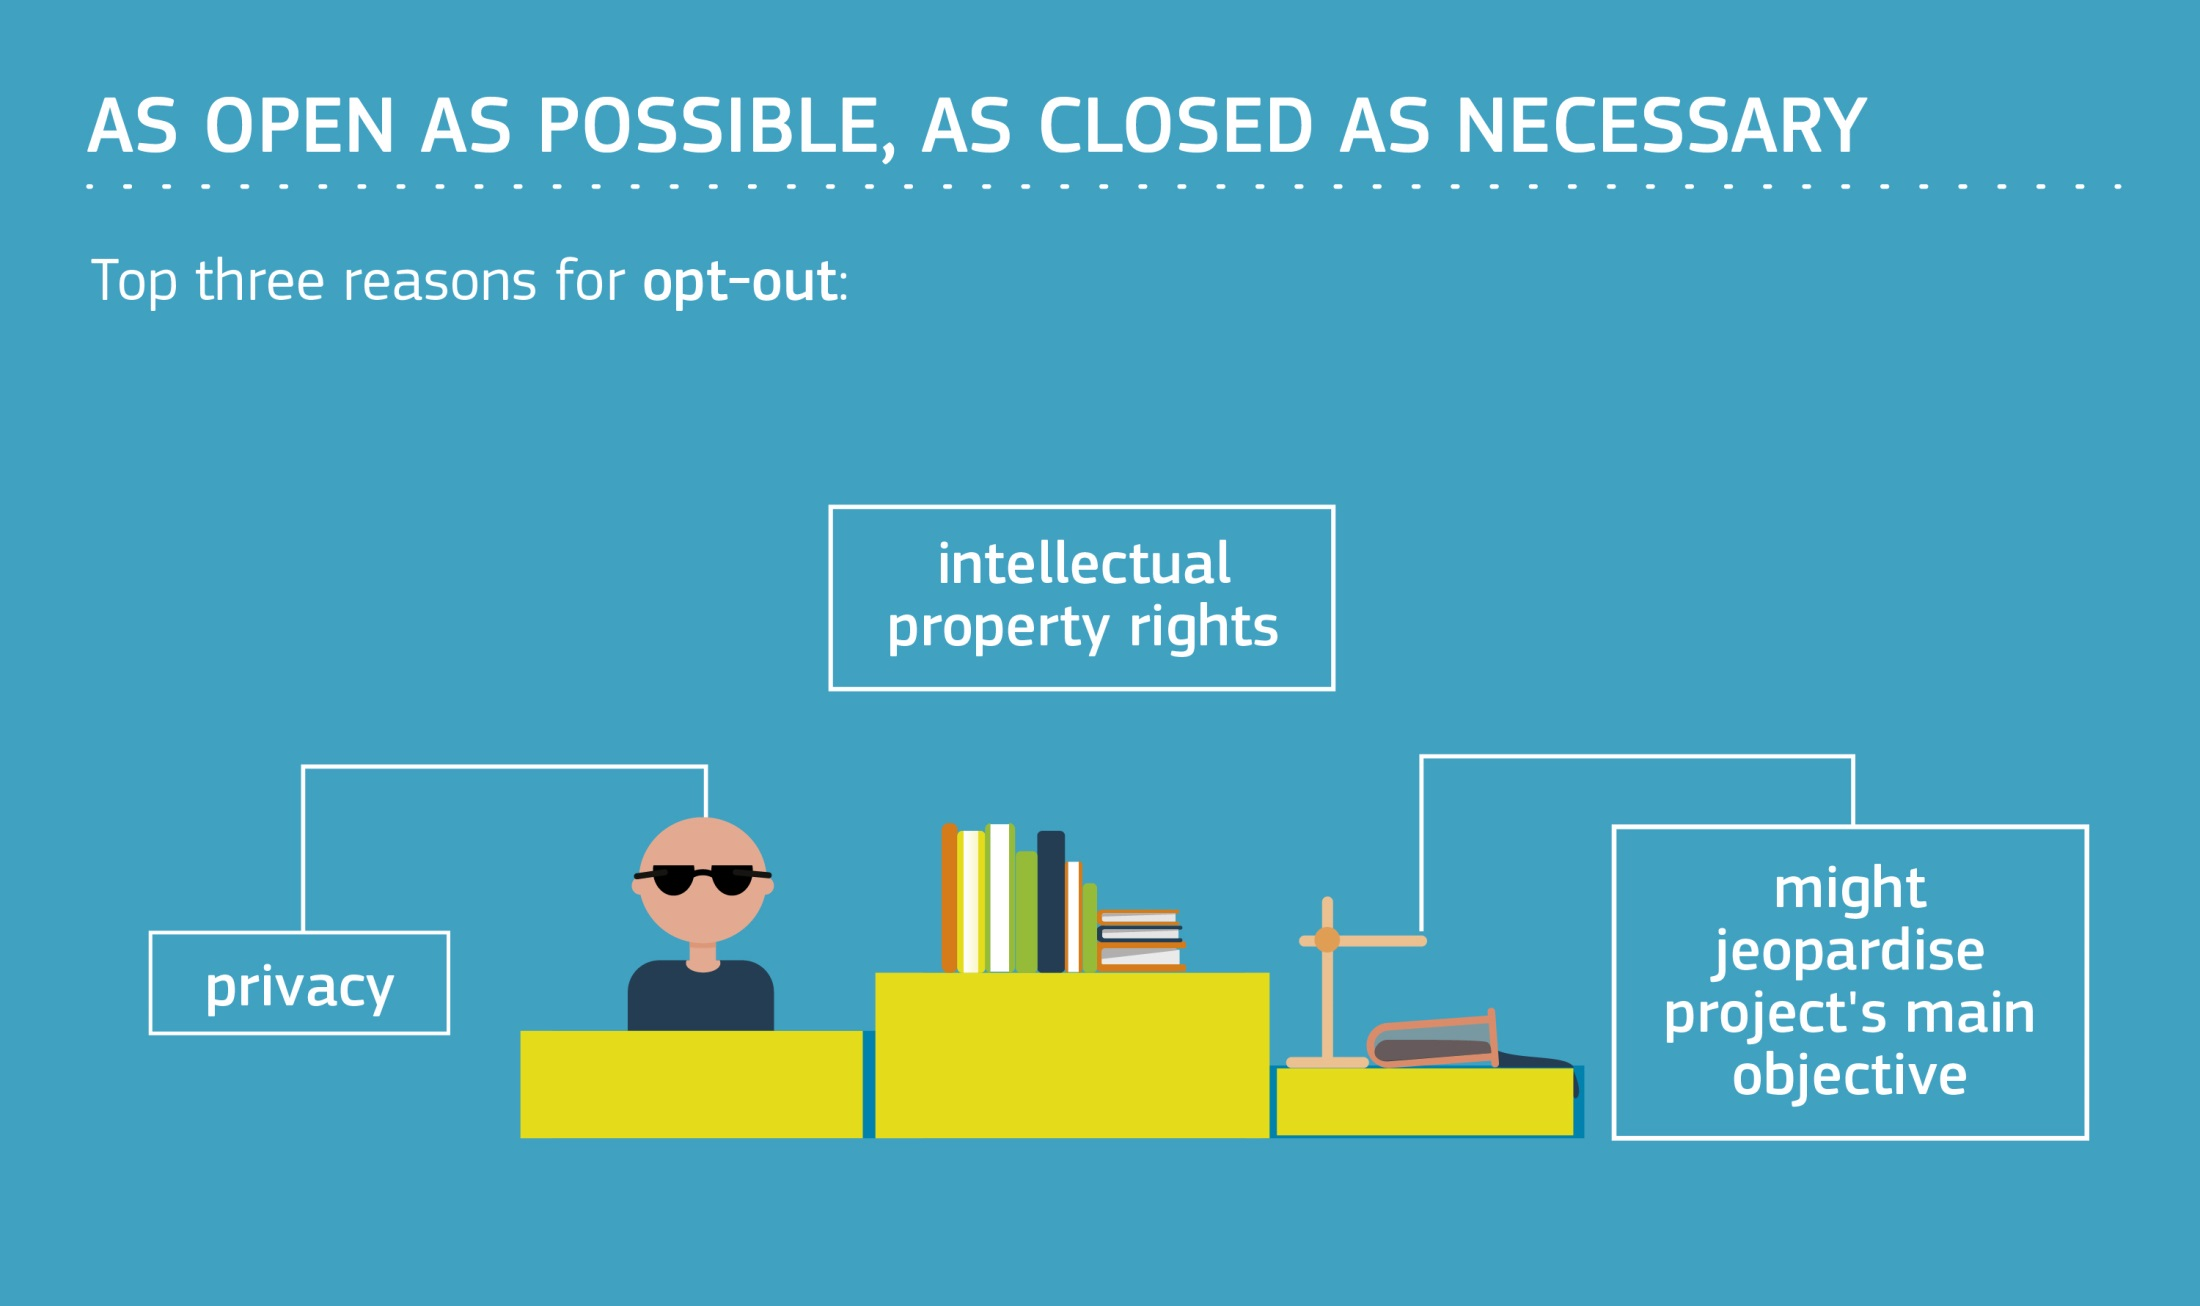 AS OPEN AS POSSIBLE, AS CLOSED AS NECESSARY
Top three reasons for opt-out:
intellectual
property rights
privacy
might
jeopardise
project's main
objective